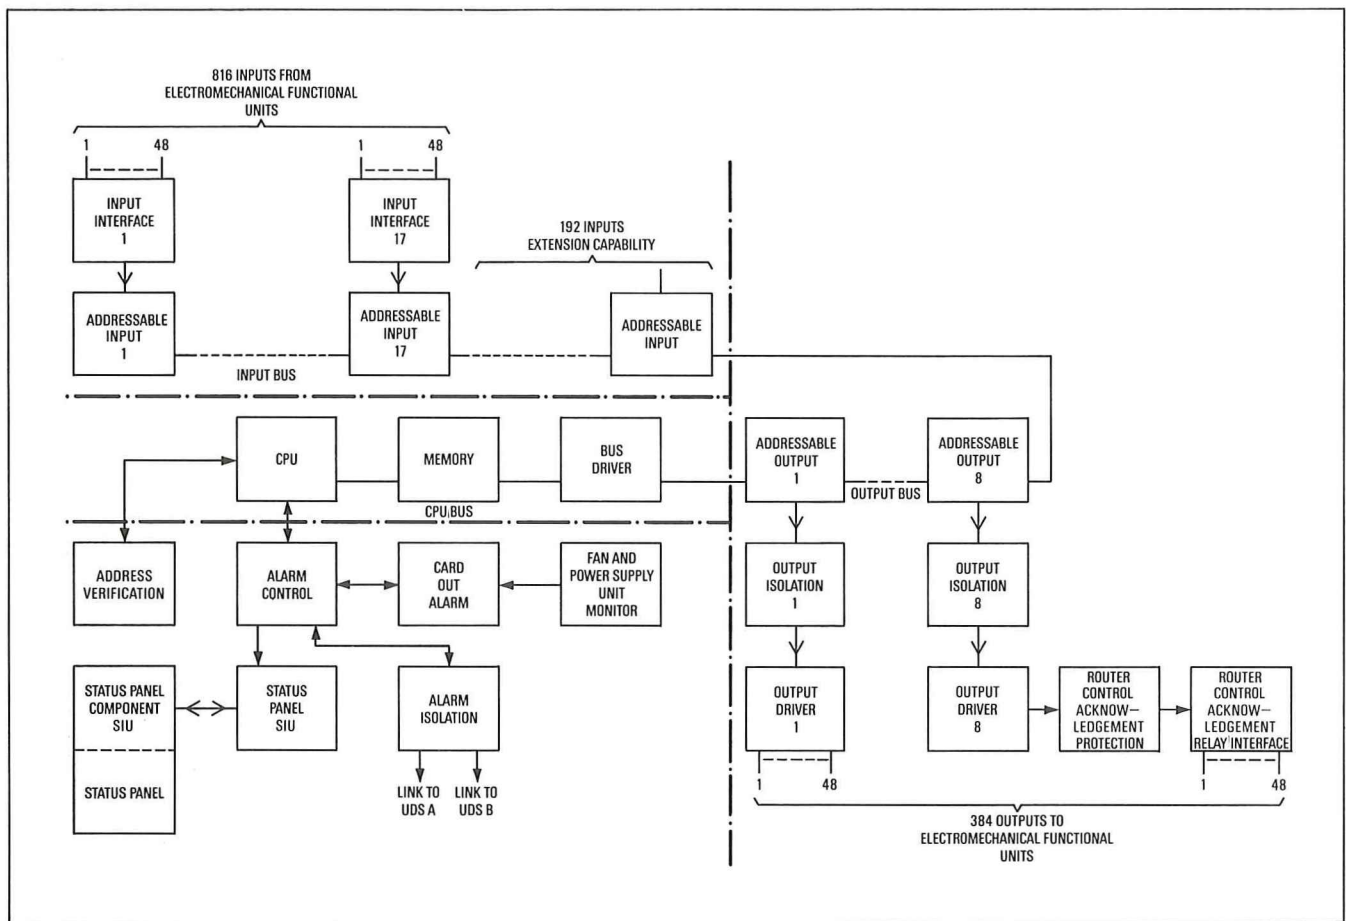 816 INPUTS FROM
ELECTROMECHANICAL FUNCTIONAL
UNITS
1 48
1 48
INPUT
INTERFACE
1
INPUT
INTERFACE
17
192 INPUTS
EXTENSION CAPABILITY
ADDRESSABLE
INPUT
1
ADDRESSABLE
INPUT
17
ADDRESSABLE
INPUT
INPUT BUS
CPU
MEMORY
BUS
DRIVER
ADDRESSABLE
OUTPUT
1
ADDRESSABLE
OUTPUT
8
OUTPUT BUS
CPU BUS
ADDRESS
VERIFICATION
ALARM
CONTROL
CARD
OUT
ALARM
FAN AND
POWER SUPPLY
UNIT
MONITOR
OUTPUT
ISOLATION
1
OUTPUT
ISOLATION
8
STATUS PANEL
COMPONENT
SIU
STATUS PANEL
STATUS
PANEL
SIU
ALARM
ISOLATION
LINK TO
UDS A
LINK TO
UDS B
OUTPUT
DRIVER
1
OUTPUT
DRIVER
8
ROUTER
CONTROL
ACKNOW–
LEDGEMENT
PROTECTION
ROUTER
CONTROL
ACKNOW–
LEDGEMENT
RELAY INTERFACE
1 48
1 48
384 OUTPUTS TO
ELECTROMECHANICAL FUNCTIONAL
UNITS